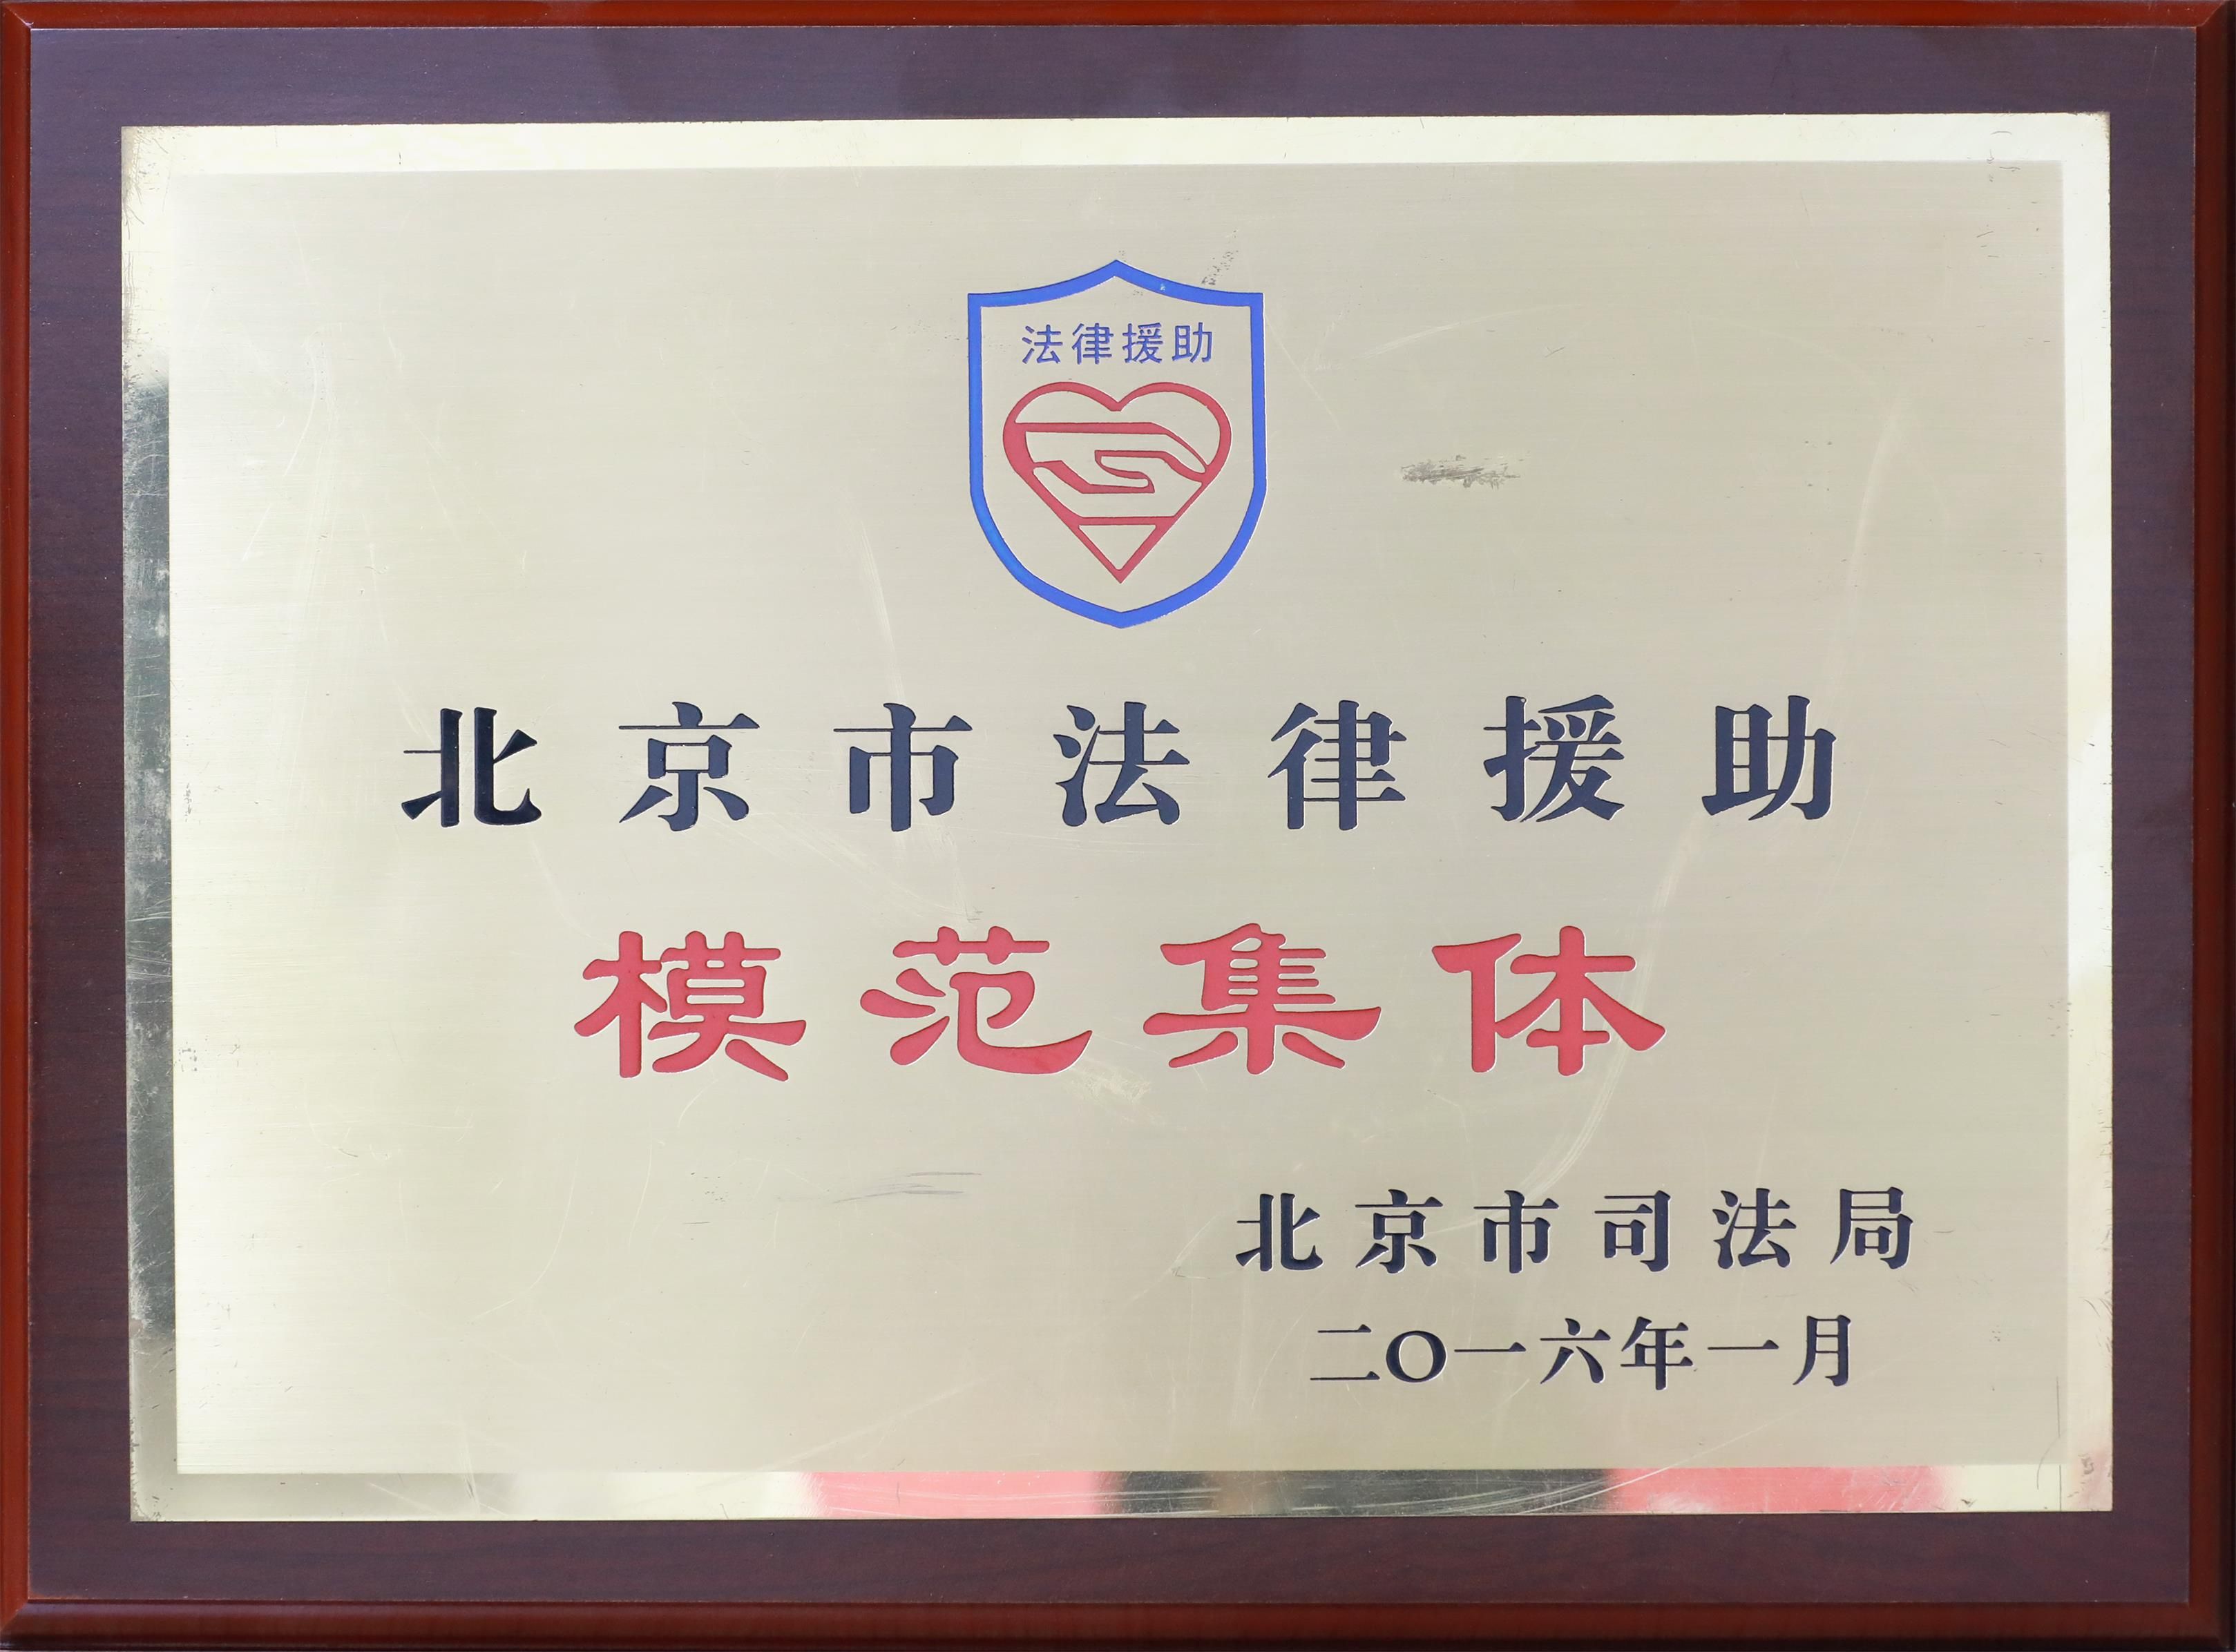 法律援助
北京市法律援助
模范集体
北京市司法局
二〇一六年一月